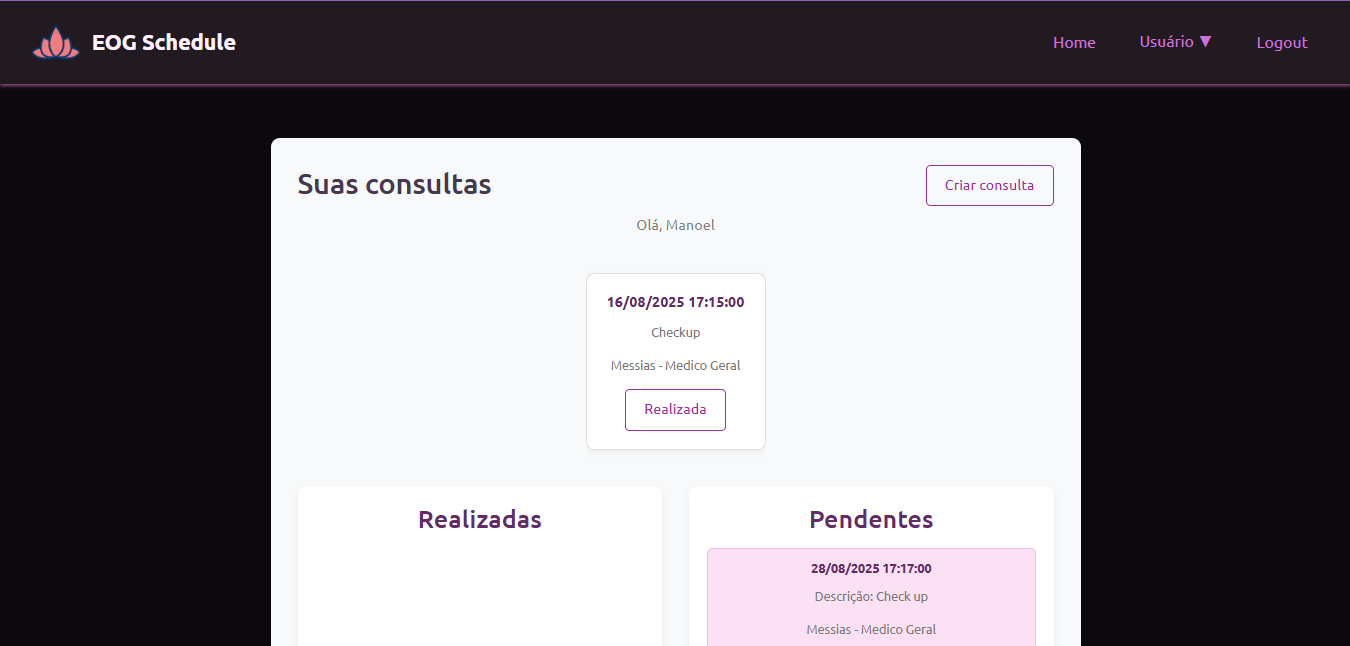 EOG Schedule
Home
Usuário ▼
Logout
Suas consultas
Criar consulta
Olá, Manoel
16/08/2025 17:15:00
Checkup
Messias - Medico Geral
Realizada
Realizadas
Pendentes
28/08/2025 17:17:00
Descrição: Check up
Messias - Medico Geral